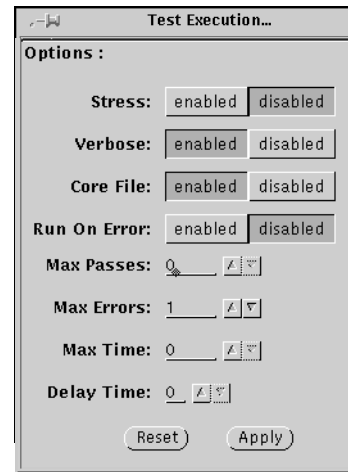 Test Execution...
Options :
Stress: enabled disabled
Verbose: enabled disabled
Core File: enabled disabled
Run On Error: enabled disabled
Max Passes: 0
Max Errors: 1
Max Time: 0
Delay Time: 0
Reset Apply